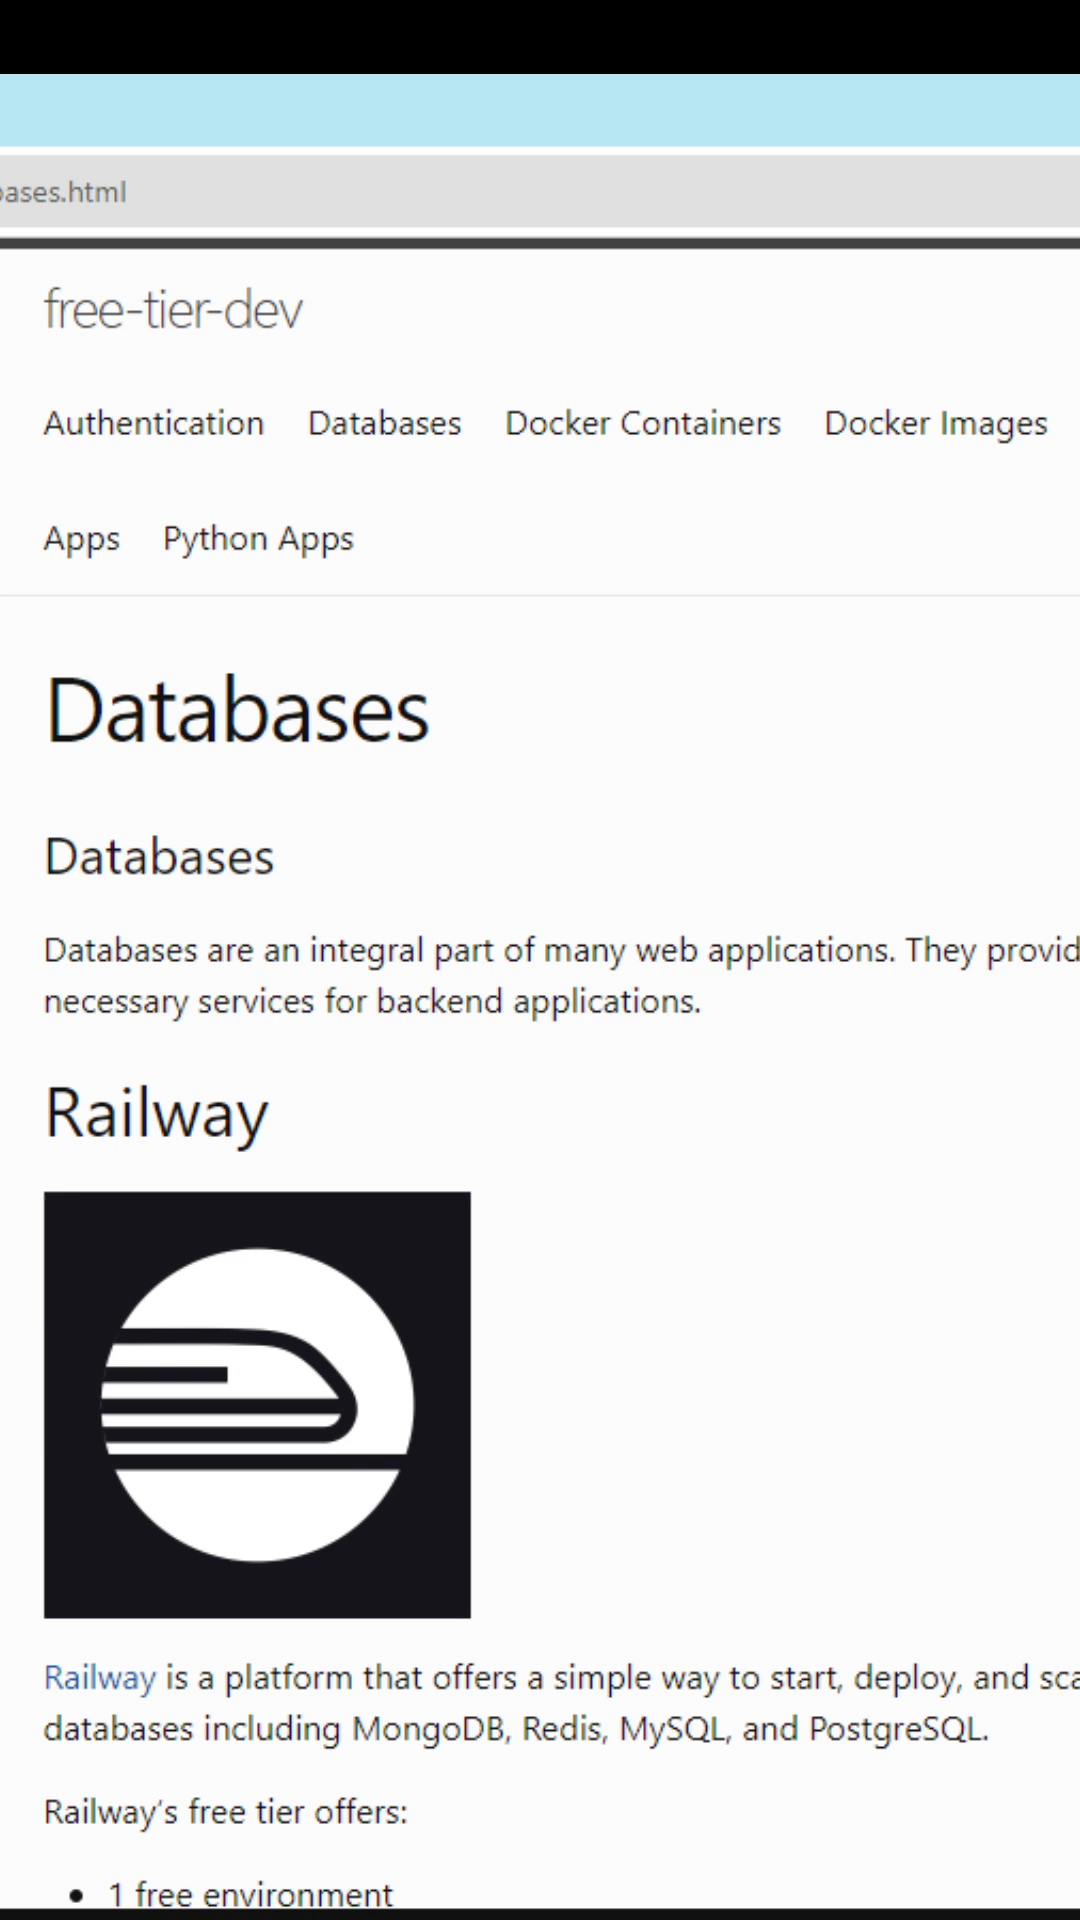 ases.html
free-tier-dev
Authentication Databases Docker Containers Docker Images
Apps Python Apps
Databases
Databases
Databases are an integral part of many web applications. They provid
necessary services for backend applications.
Railway
Railway is a platform that offers a simple way to start, deploy, and sca
databases including MongoDB, Redis, MySQL, and PostgreSQL.
Railway's free tier offers:
• 1 free environment